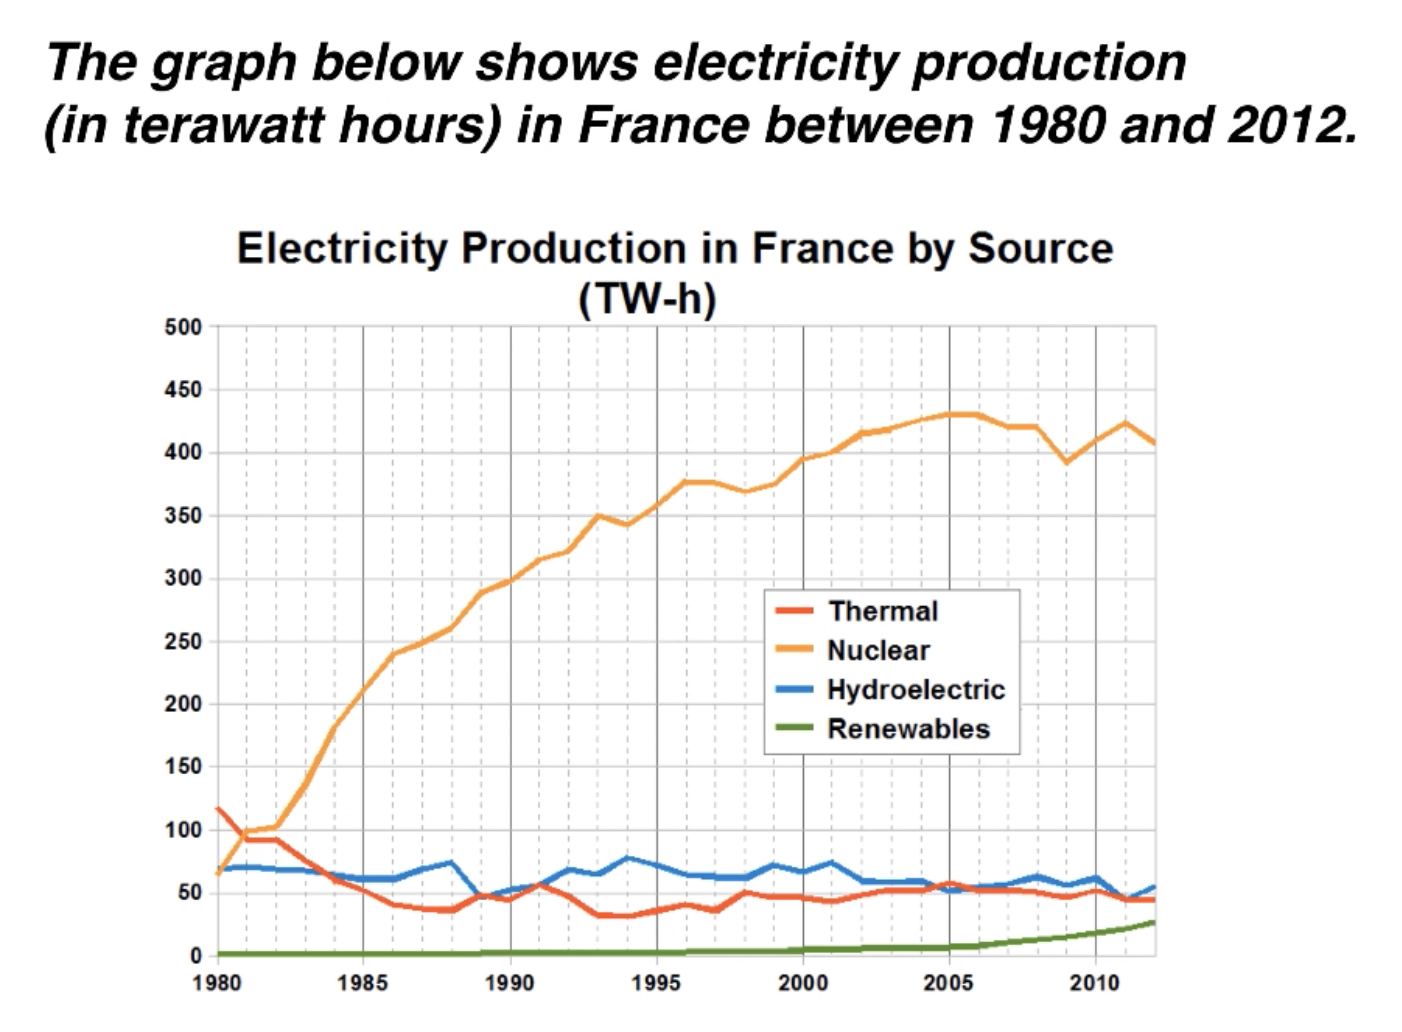 The graph below shows electricity production
(in terawatt hours) in France between 1980 and 2012.
Electricity Production in France by Source
(TW-h)
500
450
400
350
300
250
200
150
100
50
0
Thermal
Nuclear
Hydroelectric
Renewables
1980 1985 1990 1995 2000 2005 2010